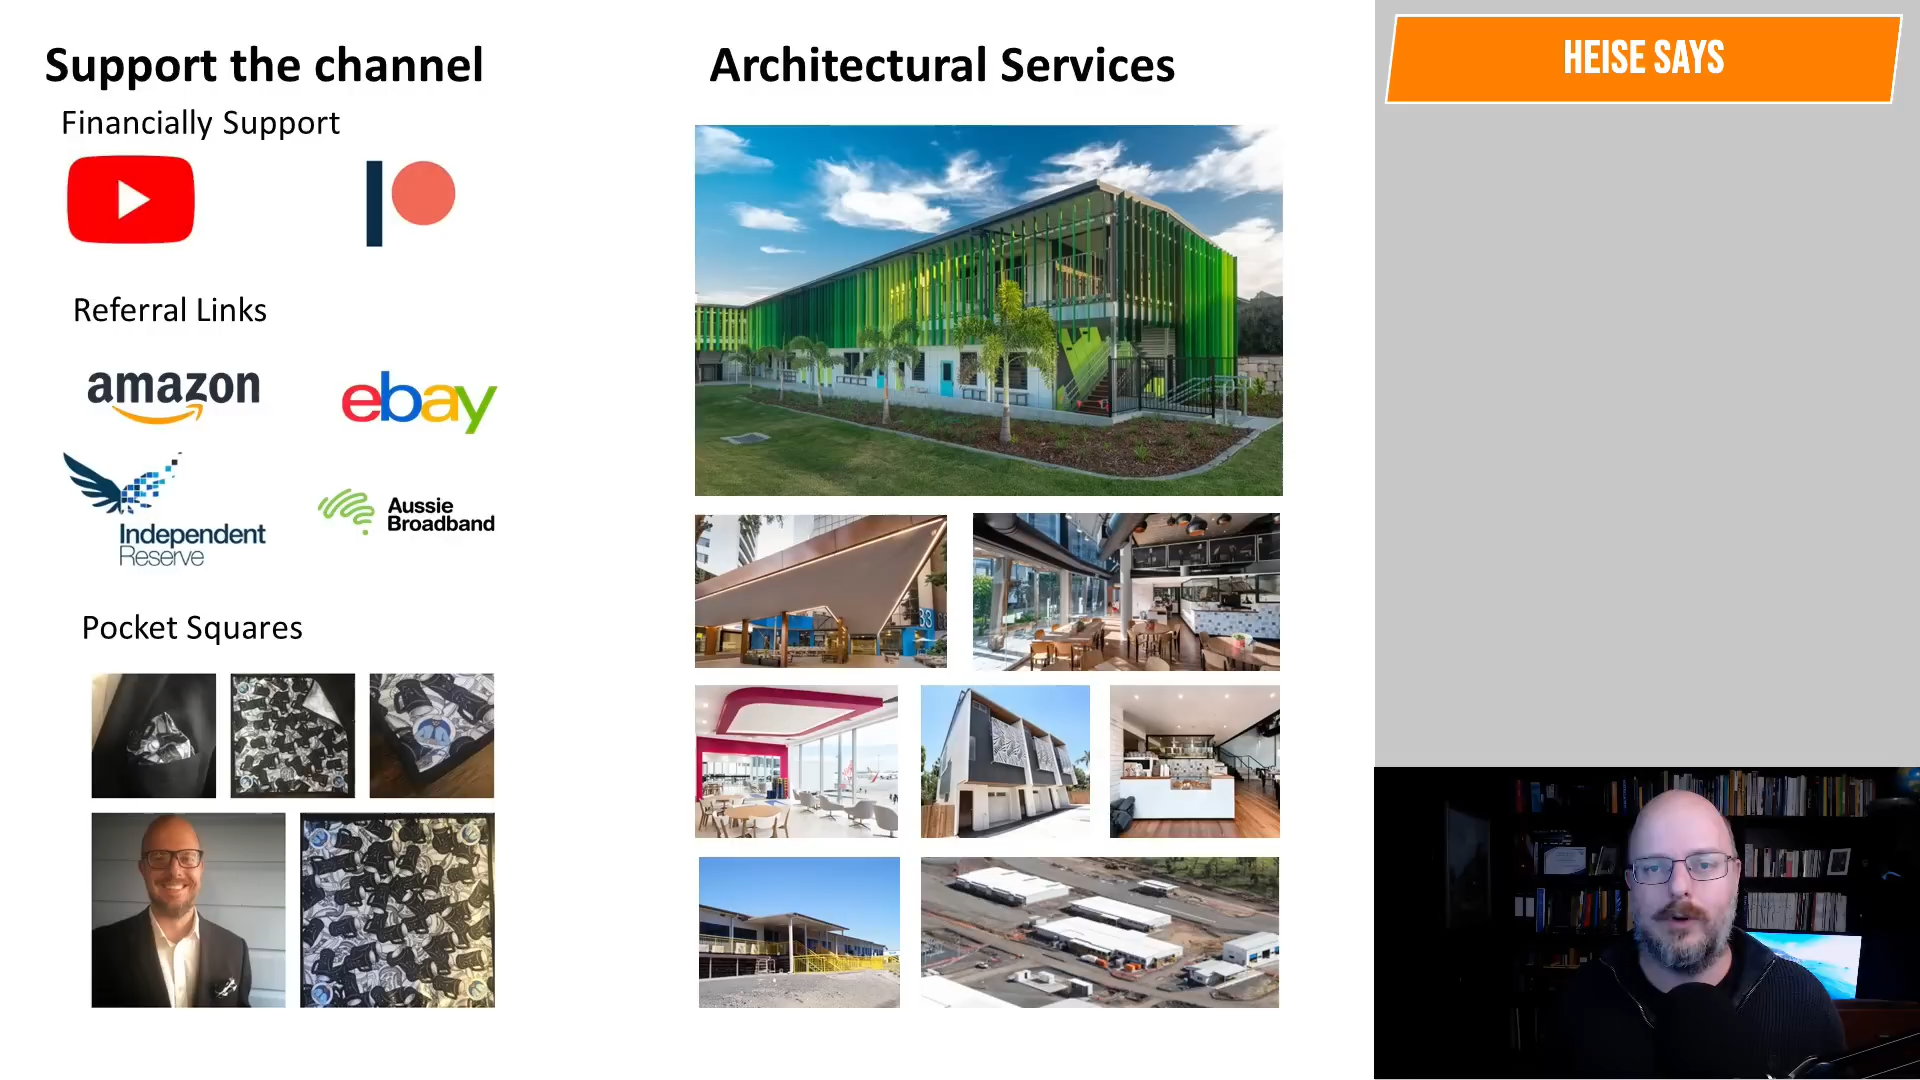 Support the channel
Financially Support
Referral Links
amazon
ebay
Independent
Reserve
Aussie
Broadband
Pocket Squares
Architectural Services
33
HEISE SAYS